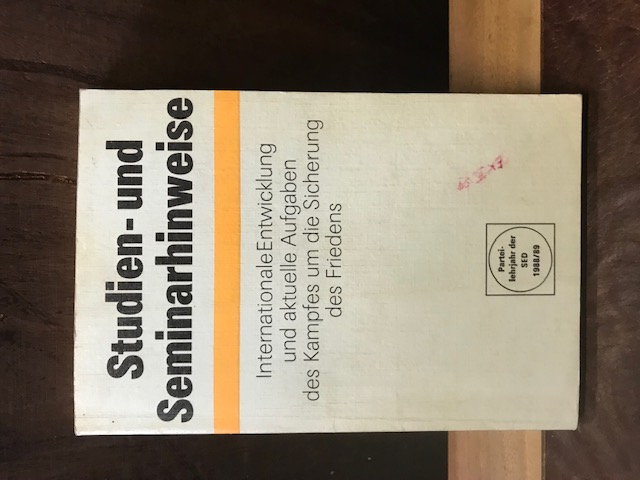 Studien- und
Seminarhinweise
Internationale Entwicklung
und aktuelle Aufgaben
des Kampfes um die Sicherung
des Friedens
Partei-
lehrjahr der
SED
1988/89